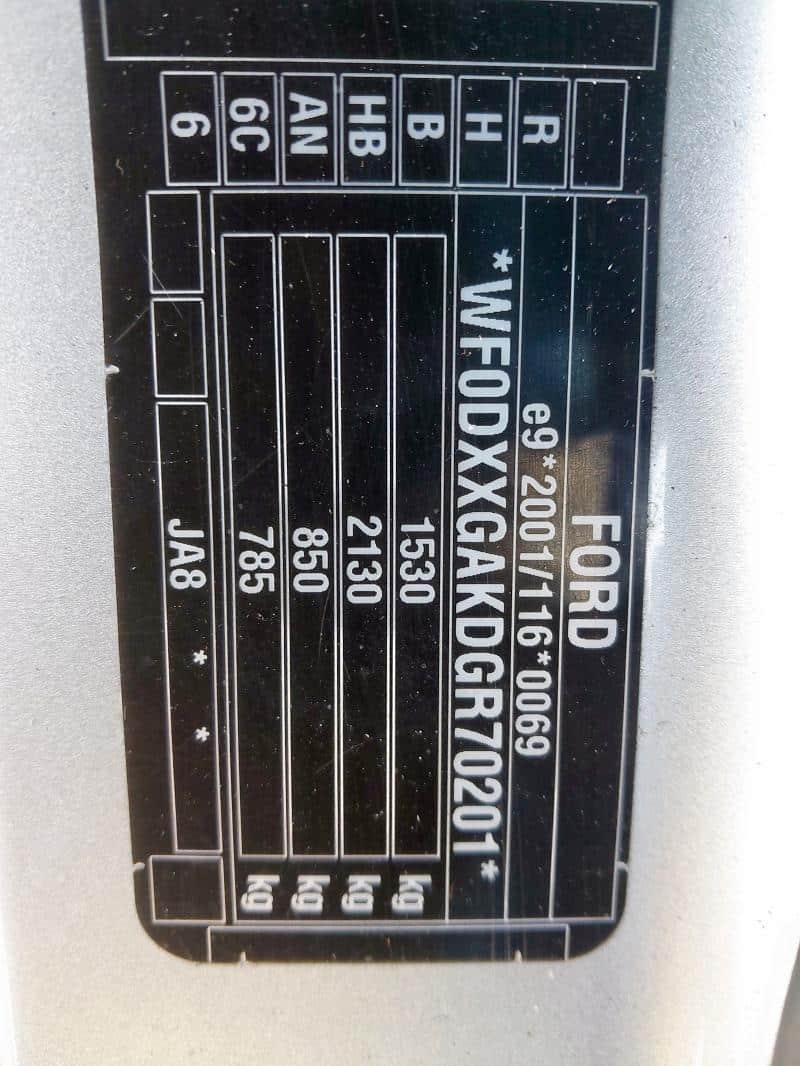 FORD
R e9*2001/116*0069
H *WF0DXXGAKDGR70201*
B 1530 kg
HB 2130 kg
AN 850 kg
6C 785 kg
6 JA8 * *